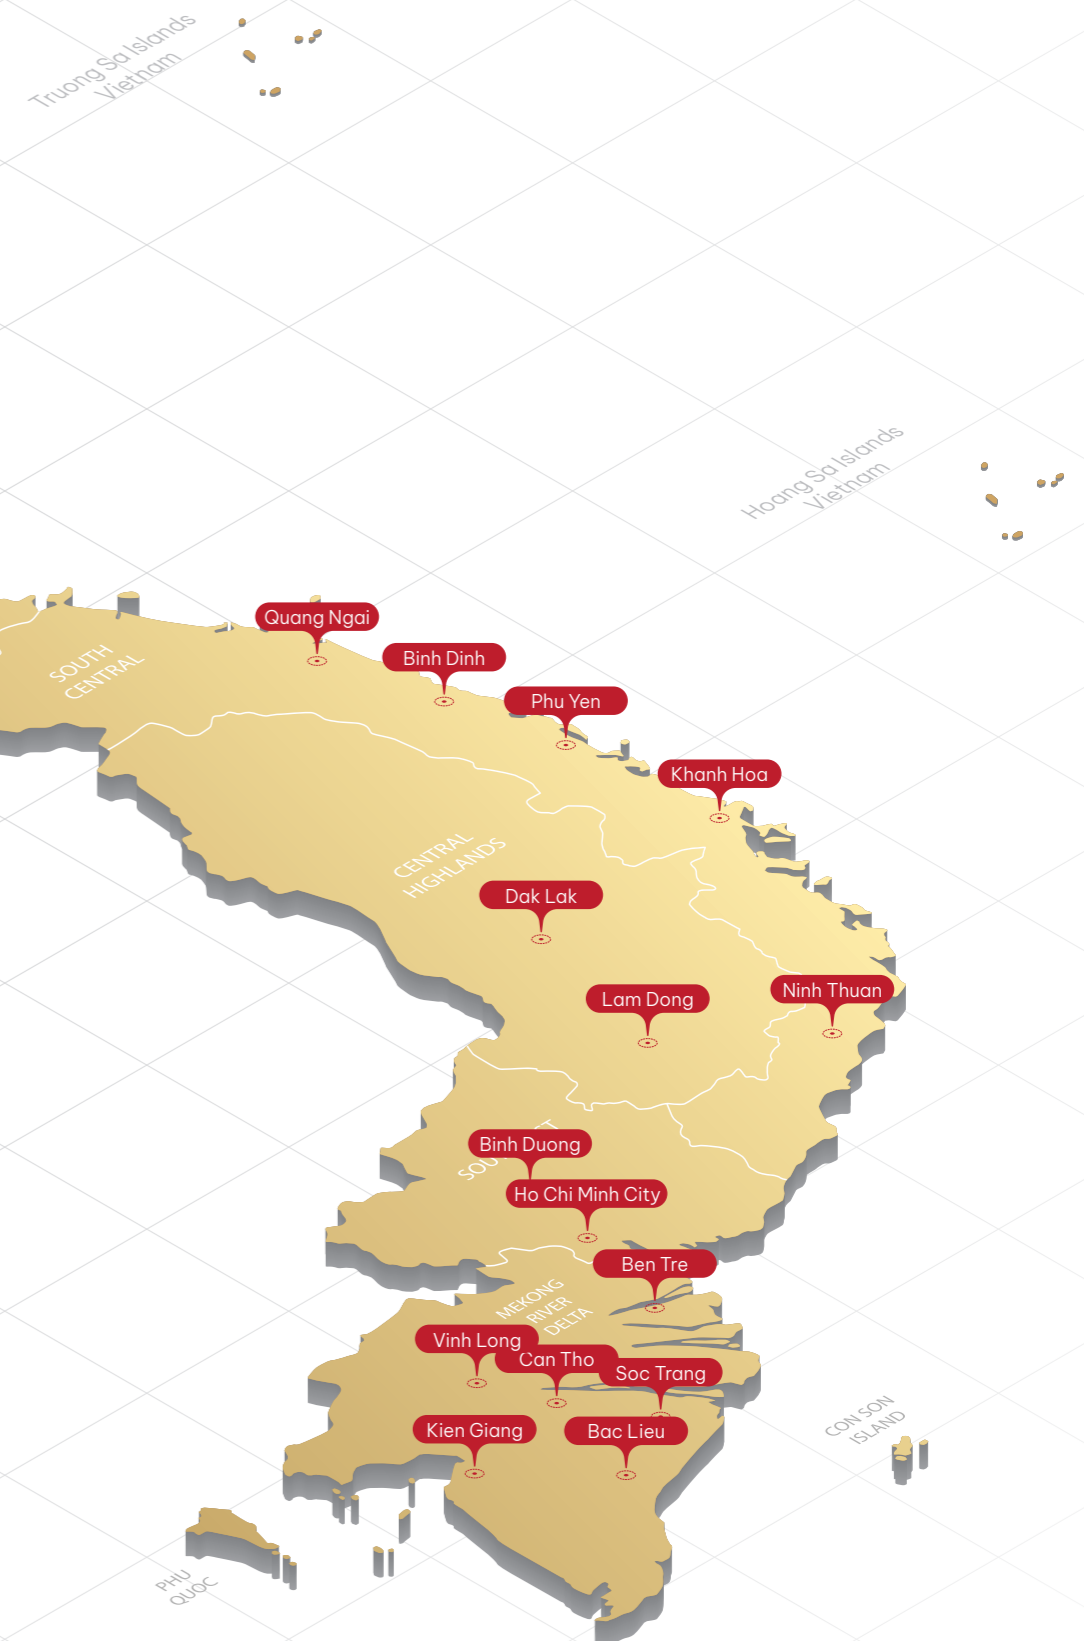 Truong Sa Islands
Vietnam
Hoang Sa Islands
Vietnam
Quang Ngai
SOUTH
CENTRAL
Binh Dinh
Phu Yen
Khanh Hoa
CENTRAL
HIGHLANDS
Dak Lak
Ninh Thuan
Lam Dong
Binh Duong
Ho Chi Minh City
Ben Tre
MEKONG
RIVER
DELTA
Vinh Long
Can Tho
Soc Trang
Kien Giang
Bac Lieu
CON SON
ISLAND
PHU
QUOC